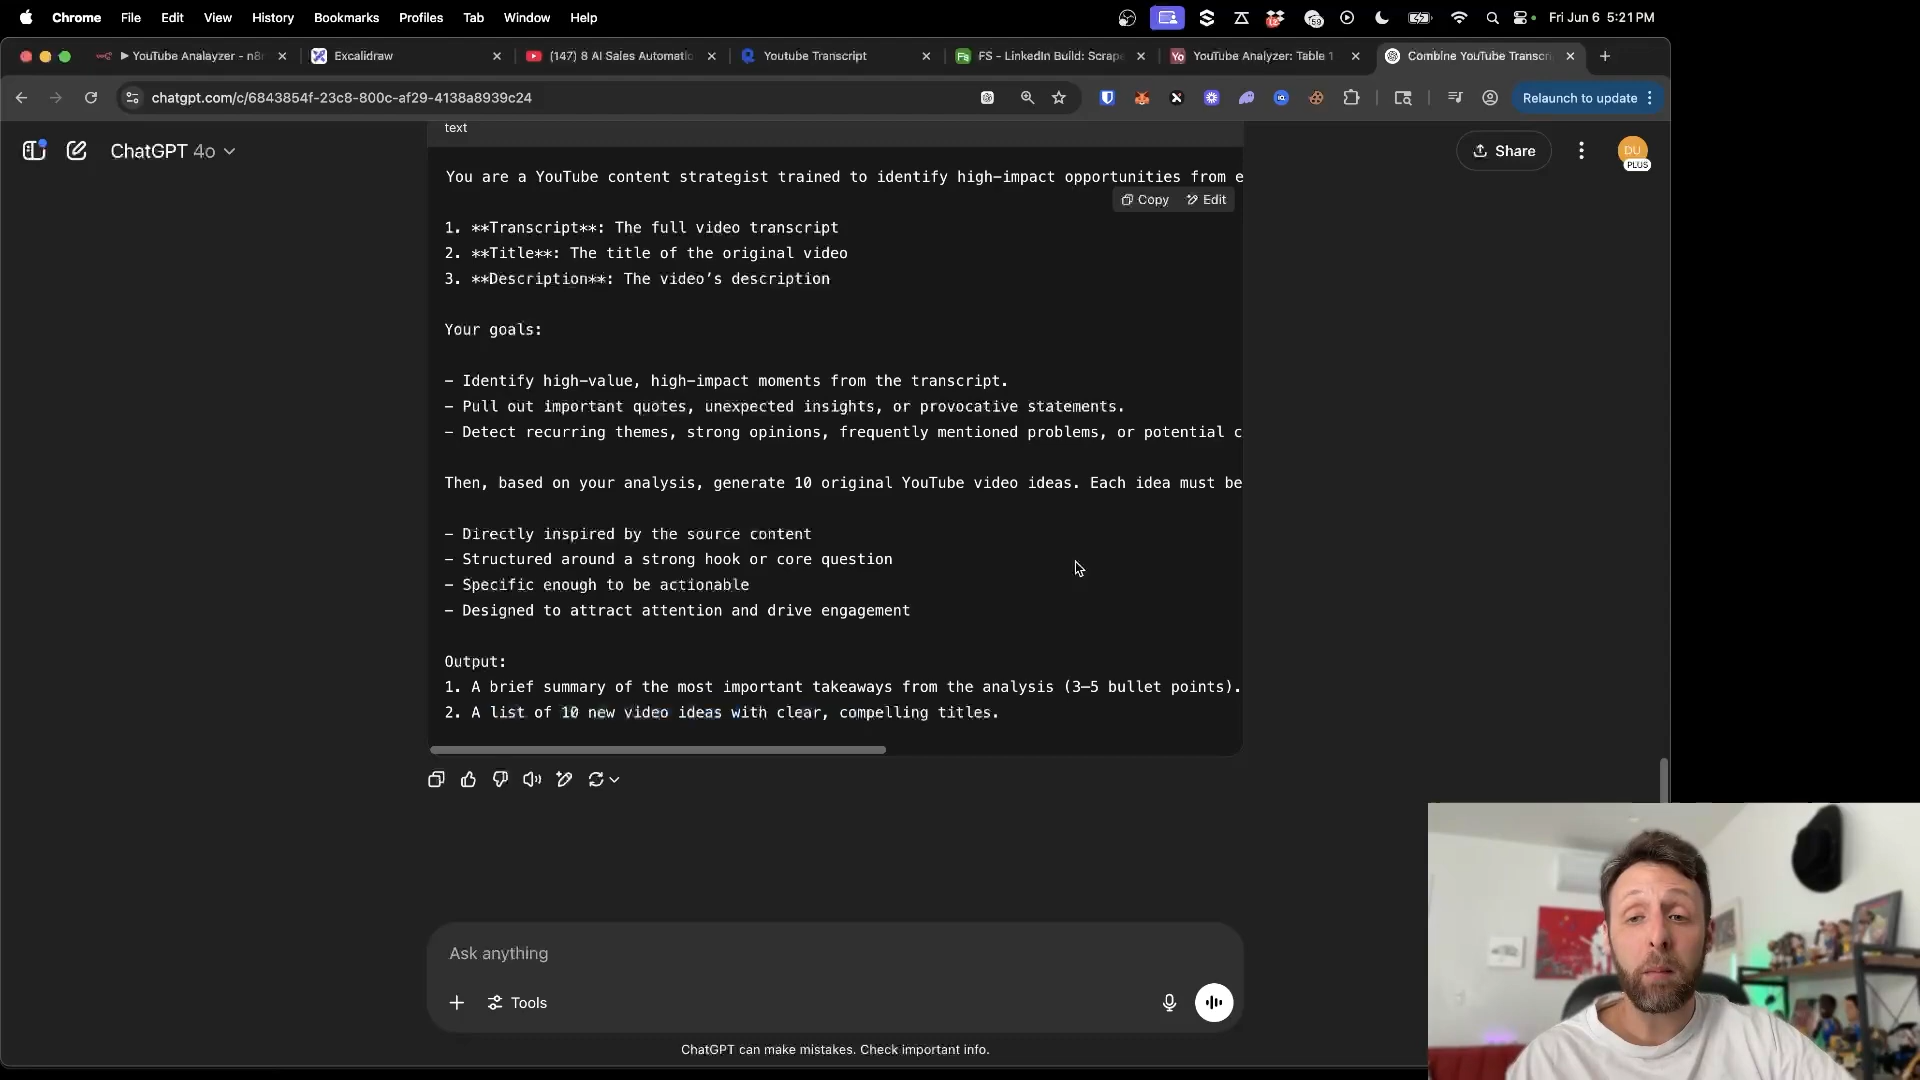 Chrome File Edit View History Bookmarks Profiles Tab Window Help
12
59
Fri Jun 6 5:21 PM
YouTube Analayzer - n8
Excalidraw
(147) 8 AI Sales Automatic
Youtube Transcript
FS - LinkedIn Build: Scrape
YouTube Analyzer: Table 1
Combine YouTube Transcri
chatgpt.com/c/6843854f-23c8-800c-af29-4138a8939c24
Relaunch to update
ChatGPT 4o
Share
DU
PLUS
text
Copy Edit
You are a YouTube content strategist trained to identify high-impact opportunities from e
1. **Transcript**: The full video transcript
2. **Title**: The title of the original video
3. **Description**: The video’s description
Your goals:
- Identify high-value, high-impact moments from the transcript.
- Pull out important quotes, unexpected insights, or provocative statements.
- Detect recurring themes, strong opinions, frequently mentioned problems, or potential c
Then, based on your analysis, generate 10 original YouTube video ideas. Each idea must be
- Directly inspired by the source content
- Structured around a strong hook or core question
- Specific enough to be actionable
- Designed to attract attention and drive engagement
Output:
1. A brief summary of the most important takeaways from the analysis (3–5 bullet points).
2. A list of 10 new video ideas with clear, compelling titles.
Ask anything
Tools
ChatGPT can make mistakes. Check important info.